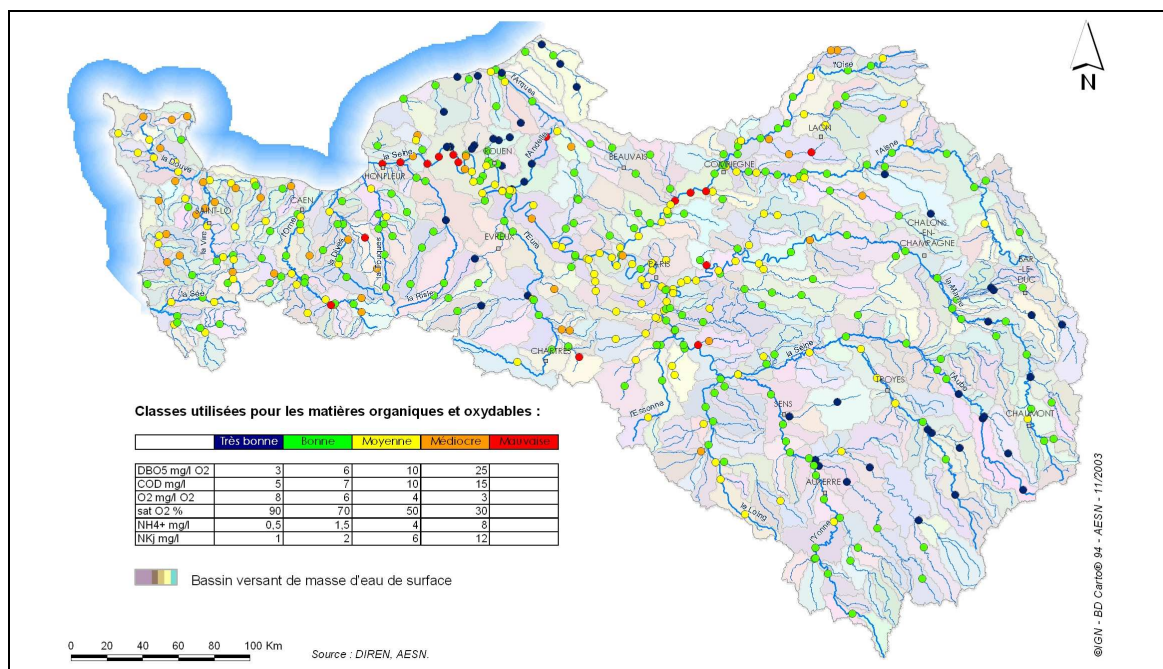 l'Oise
N
l'Arques
LAON
la Douve
l'Andelle
la Seine
ROUEN
BEAUVAIS
COMPIEGNE
l'Aisne
HONFLEUR
SAINT-LO
CAEN
l'Orne
la Vire
la Dives
la Touques
EVREUX
l'Eure
PARIS
CHALONS
EN
CHAMPAGNE
BAR
LE
DUC
la Marne
la Sée
la Risle
CHARTRES
la Seine
TROYES
l'Aube
l'Essonne
SENS
CHAUMONT
AUXERRE
le Loing
l'Yonne
Classes utilisées pour les matières organiques et oxydables :
Très bonne Bonne Moyenne Médiocre Mauvaise
DBO5 mg/l O2 3 6 10 25
COD mg/l 5 7 10 15
O2 mg/l O2 8 6 4 3
sat O2 % 90 70 50 30
NH4+ mg/l 0,5 1,5 4 8
NKj mg/l 1 2 6 12
Bassin versant de masse d'eau de surface
0 20 40 60 80 100 Km
Source : DIREN, AESN.
©IGN - BD Carto® 94 - AESN - 11/2003